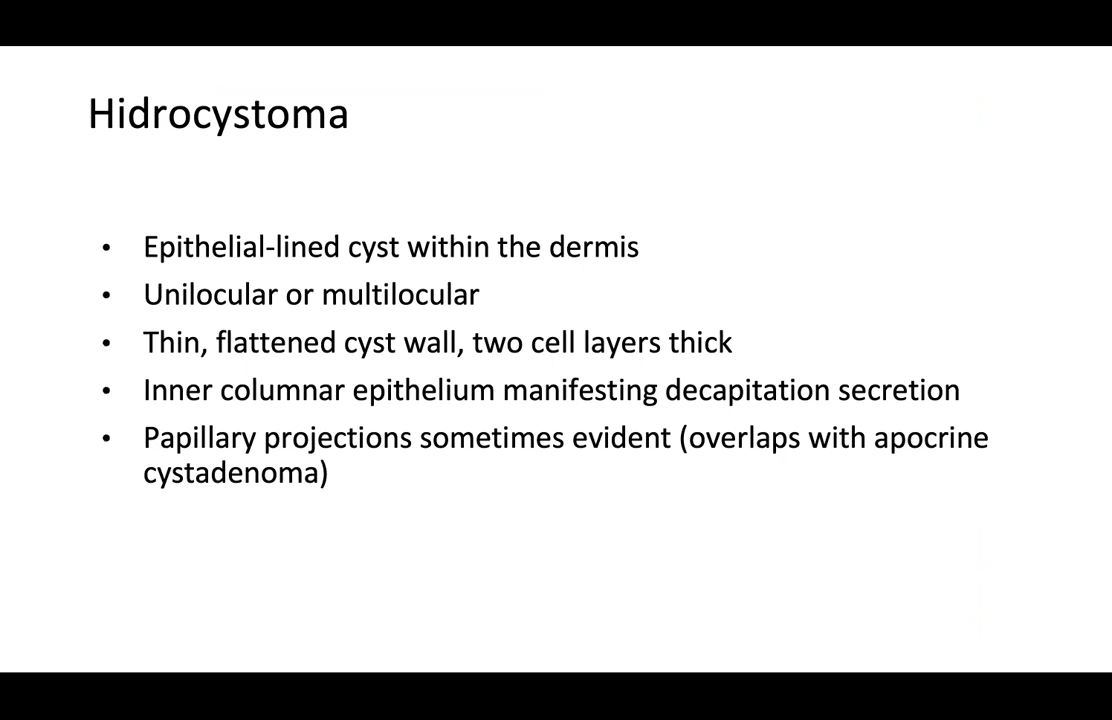 Hidrocystoma
• Epithelial-lined cyst within the dermis
• Unilocular or multilocular
• Thin, flattened cyst wall, two cell layers thick
• Inner columnar epithelium manifesting decapitation secretion
• Papillary projections sometimes evident (overlaps with apocrine
cystadenoma)